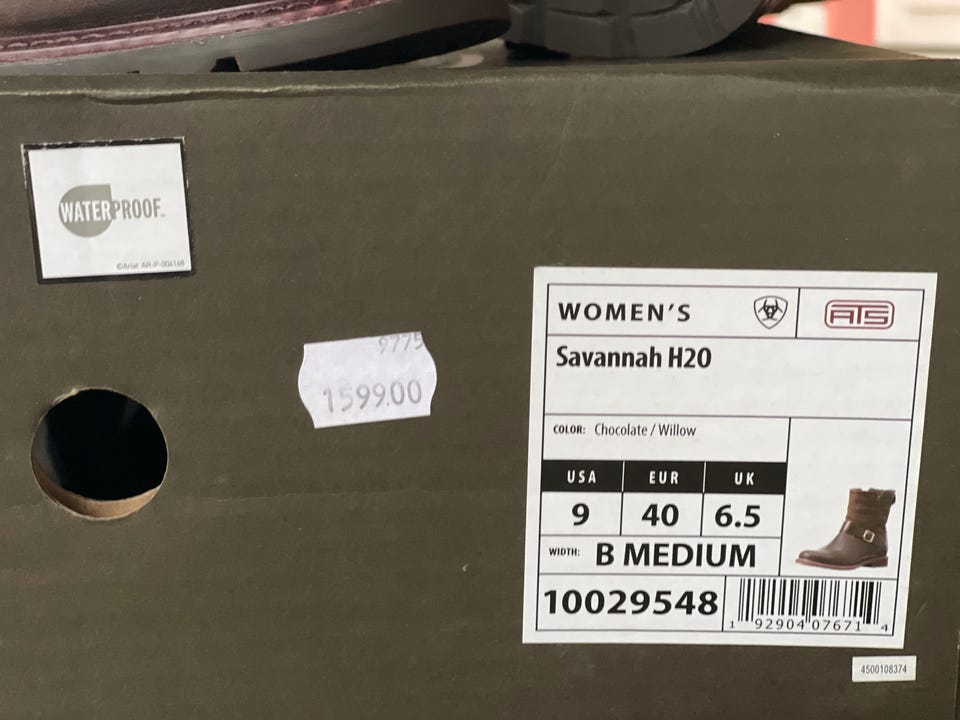 WATERPROOF™
9775
1599.00
WOMEN'S
ATS
Savannah H20
COLOR: Chocolate / Willow
USA EUR UK
9 40 6.5
WIDTH: B MEDIUM
10029548
1 92904 07671 4
4500108374